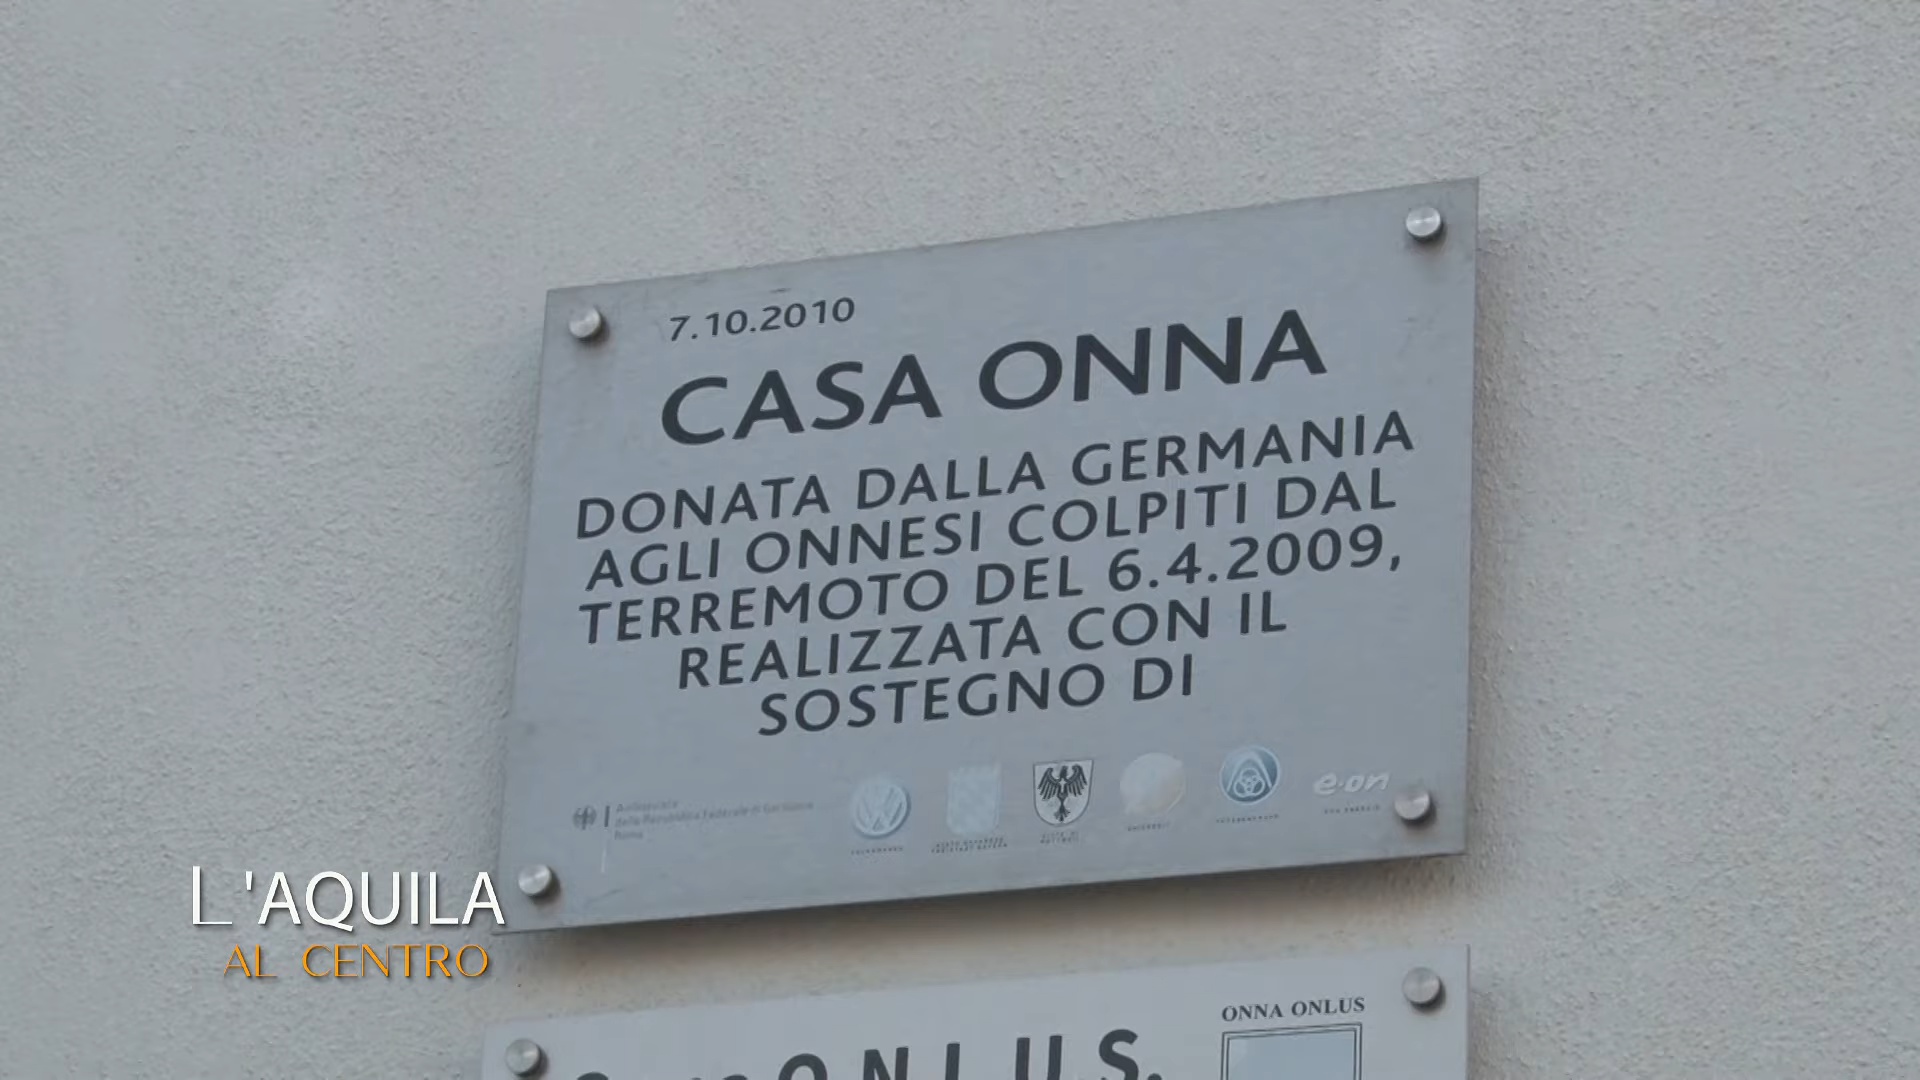 7.10.2010
CASA ONNA
DONATA DALLA GERMANIA
AGLI ONNESI COLPITI DAL
TERREMOTO DEL 6.4.2009,
REALIZZATA CON IL
SOSTEGNO DI
Ambasciata
della Repubblica Federale di Germania
Roma
e·on
L'AQUILA
AL CENTRO
ONNA ONLUS
O.N.L.U.S.